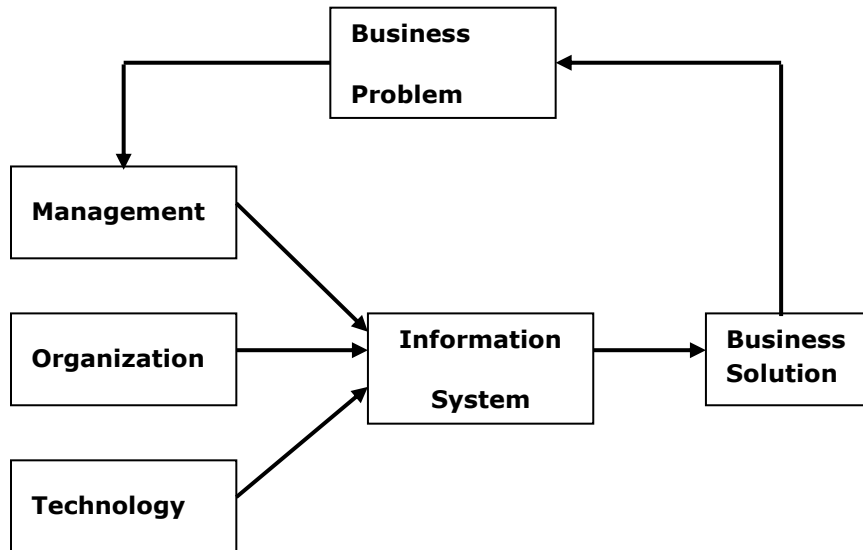 Business
Problem
Management
Organization
Technology
Information
System
Business
Solution